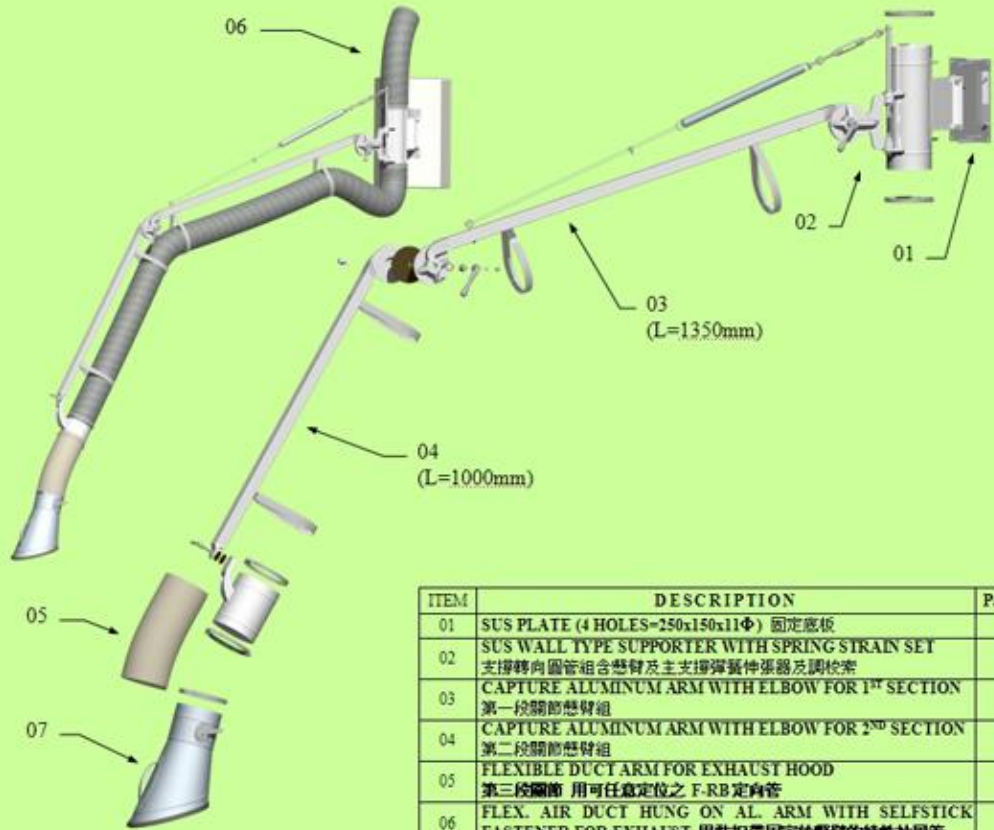 06
02
01
03
(L=1350mm)
04
(L=1000mm)
05
07
ITEM DESCRIPTION
01 SUS PLATE (4 HOLES=250x150x11Φ) 固定底板
02 SUS WALL TYPE SUPPORTER WITH SPRING STRAIN SET
支撐轉向圓管組含懸臂及主支撐彈簧伸張器及調校索
03 CAPTURE ALUMINUM ARM WITH ELBOW FOR 1ST SECTION
第一段關節懸臂組
04 CAPTURE ALUMINUM ARM WITH ELBOW FOR 2ND SECTION
第二段關節懸臂組
05 FLEXIBLE DUCT ARM FOR EXHAUST HOOD
第三段關節 用可任意定位之 F-RB定向管
06 FLEX. AIR DUCT HUNG ON AL. ARM WITH SELFSTICK
FASTENER FOR EXHAUST